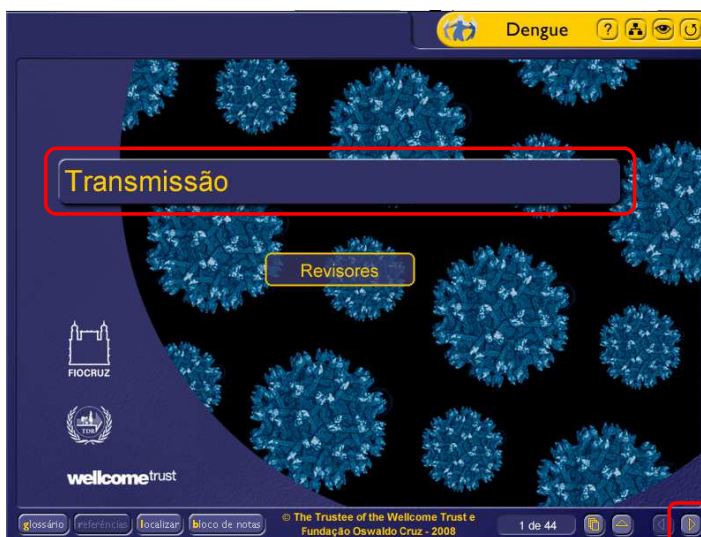 Dengue ?
Transmissão
Revisores
FIOCRUZ
TDR
wellcometrust
glossário referências localizar bloco de notas
© The Trustee of the Wellcome Trust e
Fundação Oswaldo Cruz - 2008
1 de 44